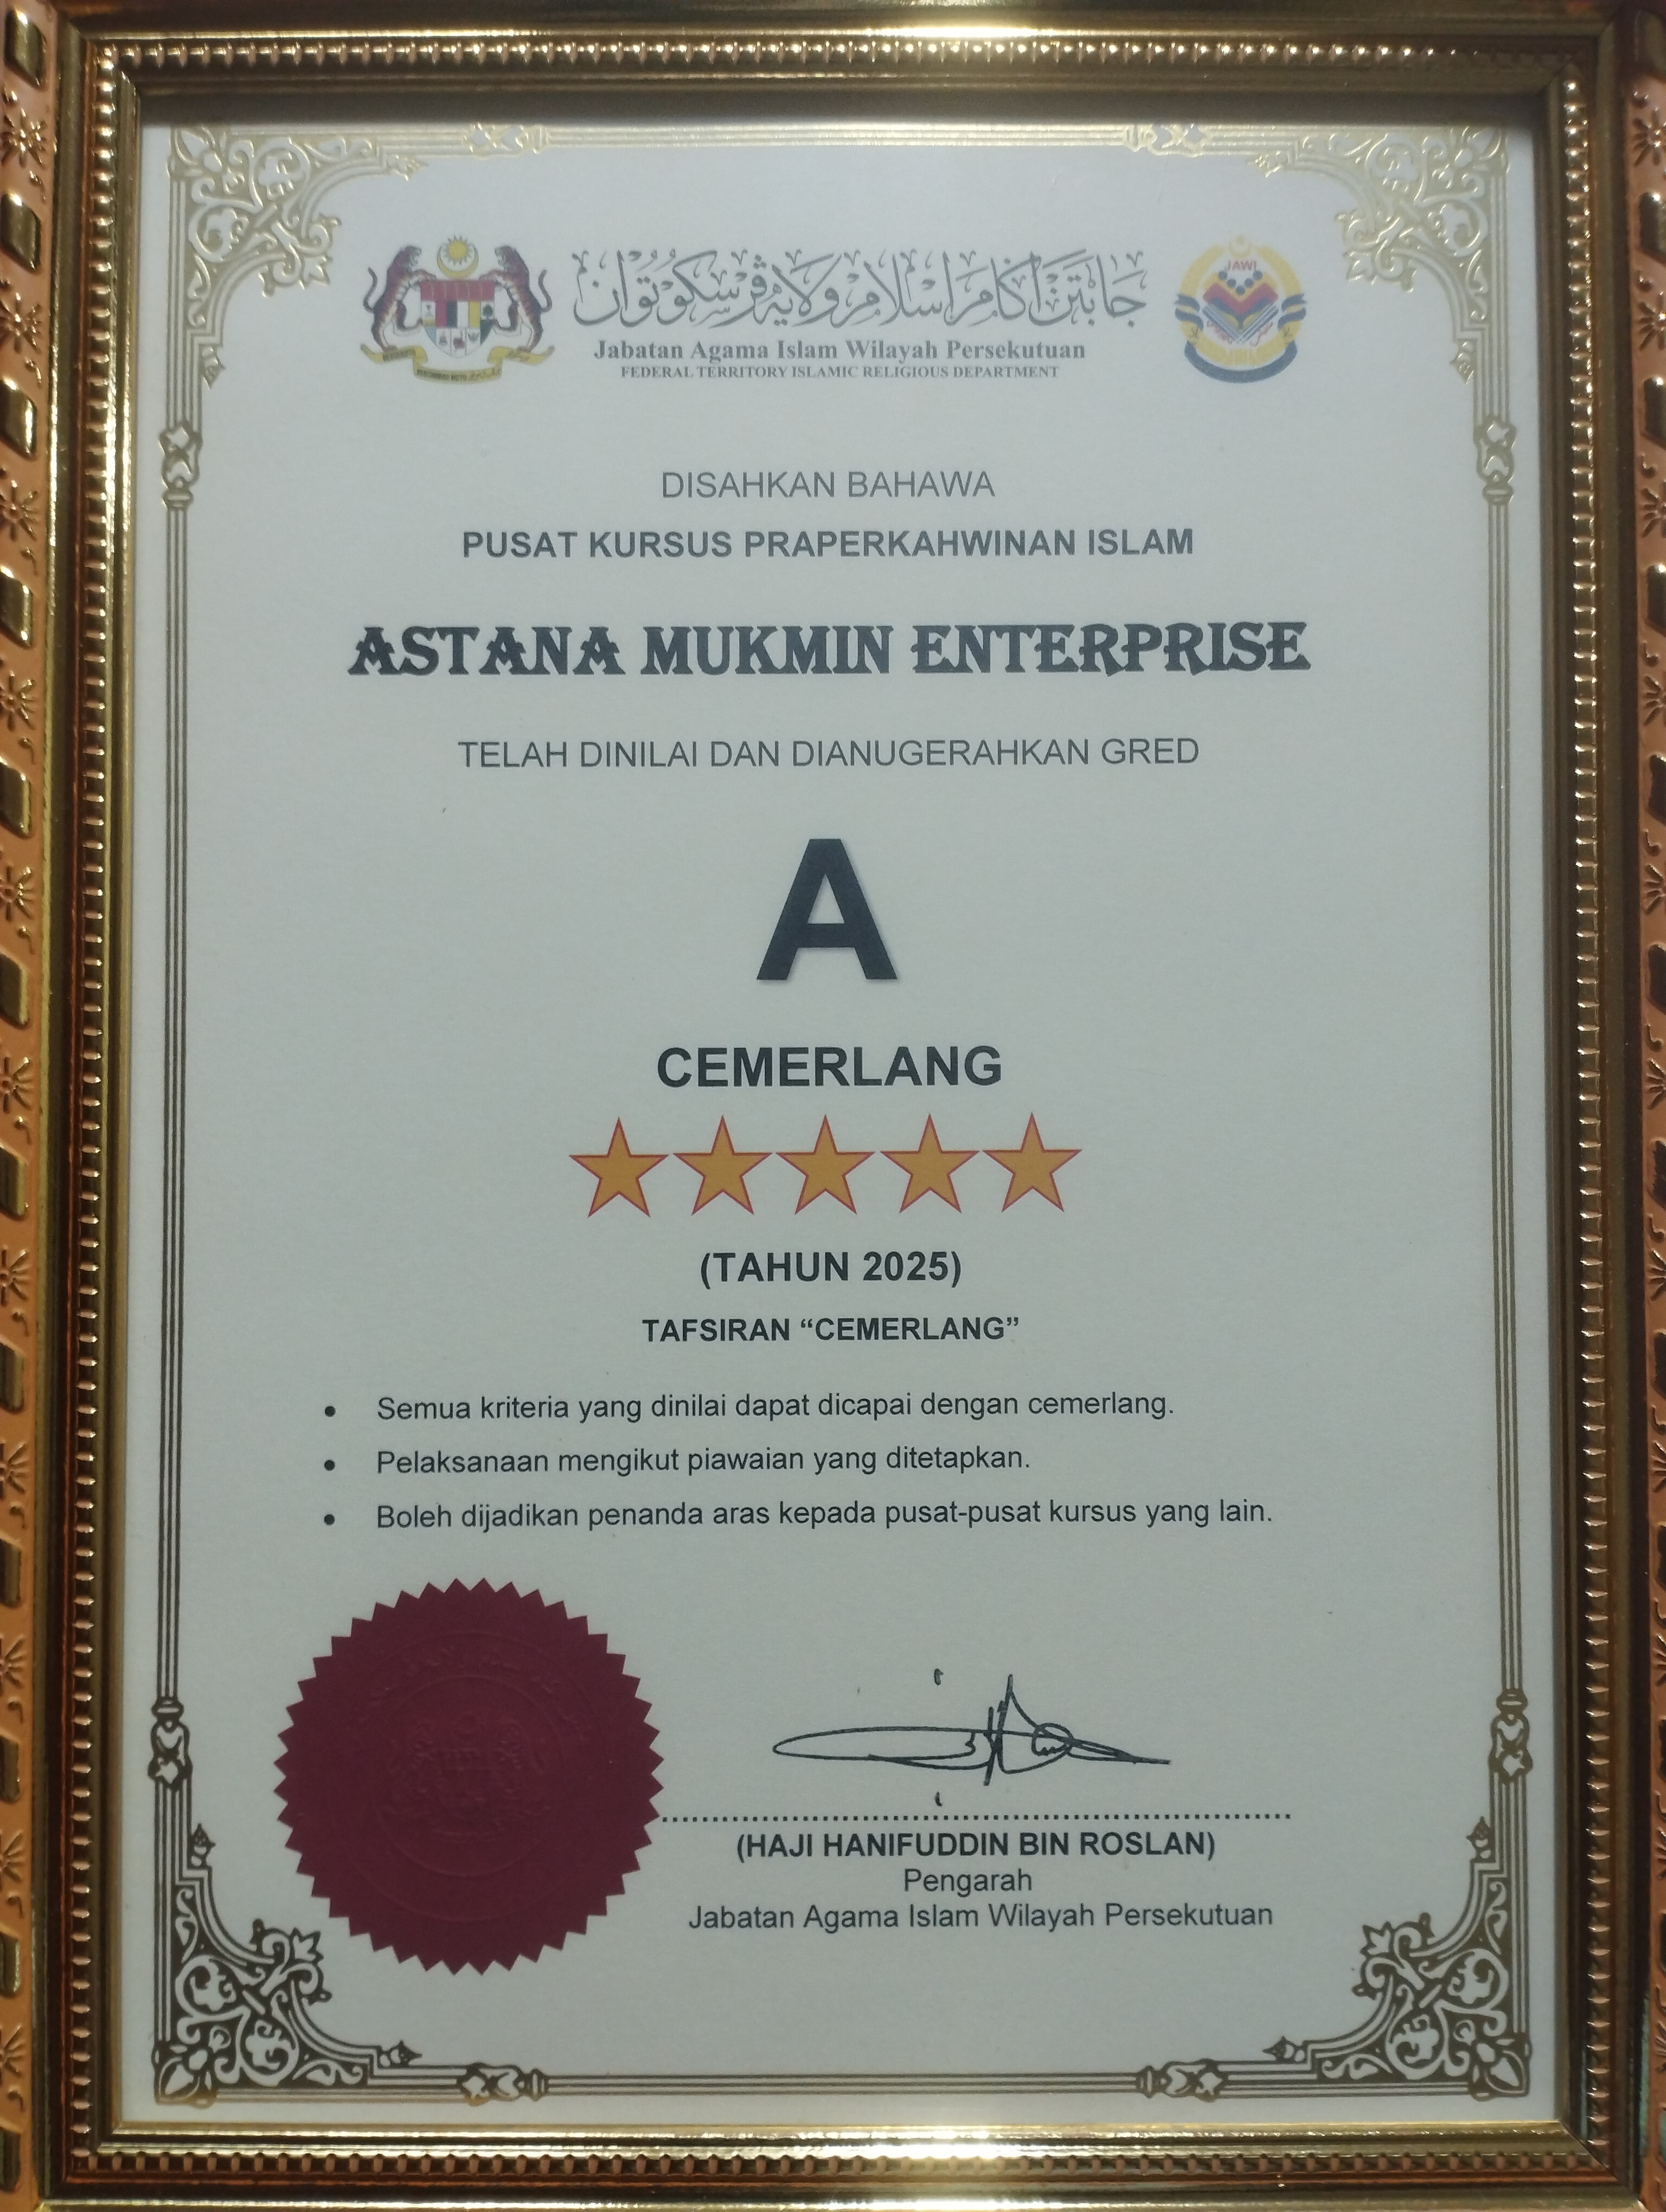 جابتن اڬام اسلام ولايه ڤرسكوتوان
Jabatan Agama Islam Wilayah Persekutuan
FEDERAL TERRITORY ISLAMIC RELIGIOUS DEPARTMENT
JAWI
DISAHKAN BAHAWA
PUSAT KURSUS PRAPERKAHWINAN ISLAM
ASTANA MUKMIN ENTERPRISE
TELAH DINILAI DAN DIANUGERAHKAN GRED
A
CEMERLANG
(TAHUN 2025)
TAFSIRAN “CEMERLANG”
• Semua kriteria yang dinilai dapat dicapai dengan cemerlang.
• Pelaksanaan mengikut piawaian yang ditetapkan.
• Boleh dijadikan penanda aras kepada pusat-pusat kursus yang lain.
(HAJI HANIFUDDIN BIN ROSLAN)
Pengarah
Jabatan Agama Islam Wilayah Persekutuan